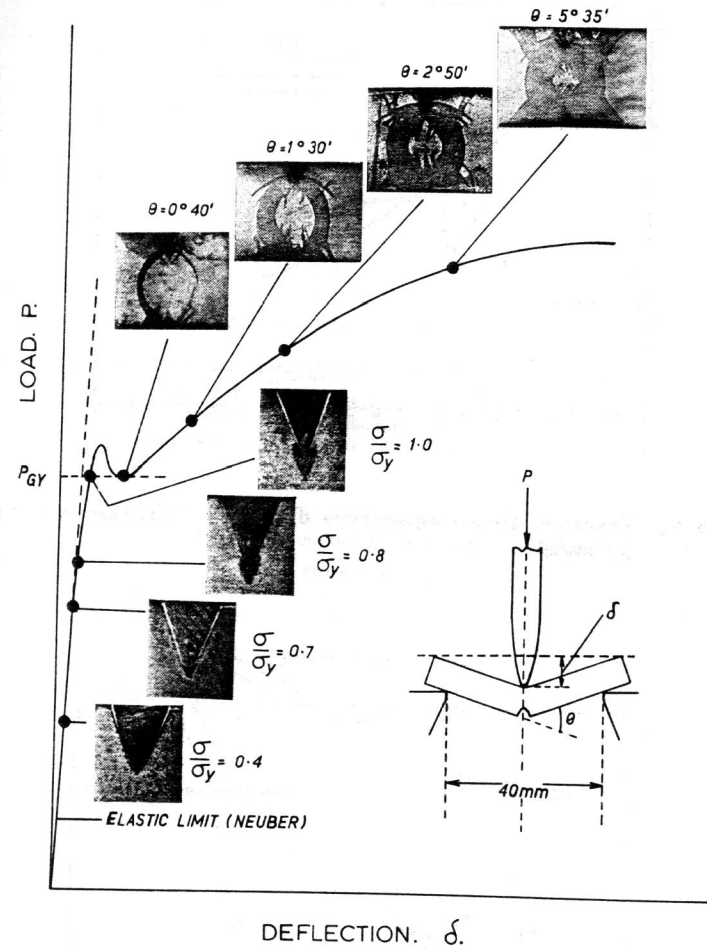 θ = 5° 35'
θ = 2° 50'
θ = 1° 30'
θ = 0° 40'
LOAD. P.
P_GY
σ/σ_y = 1.0
σ/σ_y = 0.8
σ/σ_y = 0.7
σ/σ_y = 0.4
ELASTIC LIMIT (NEUBER)
P
δ
θ
40mm
DEFLECTION. δ.